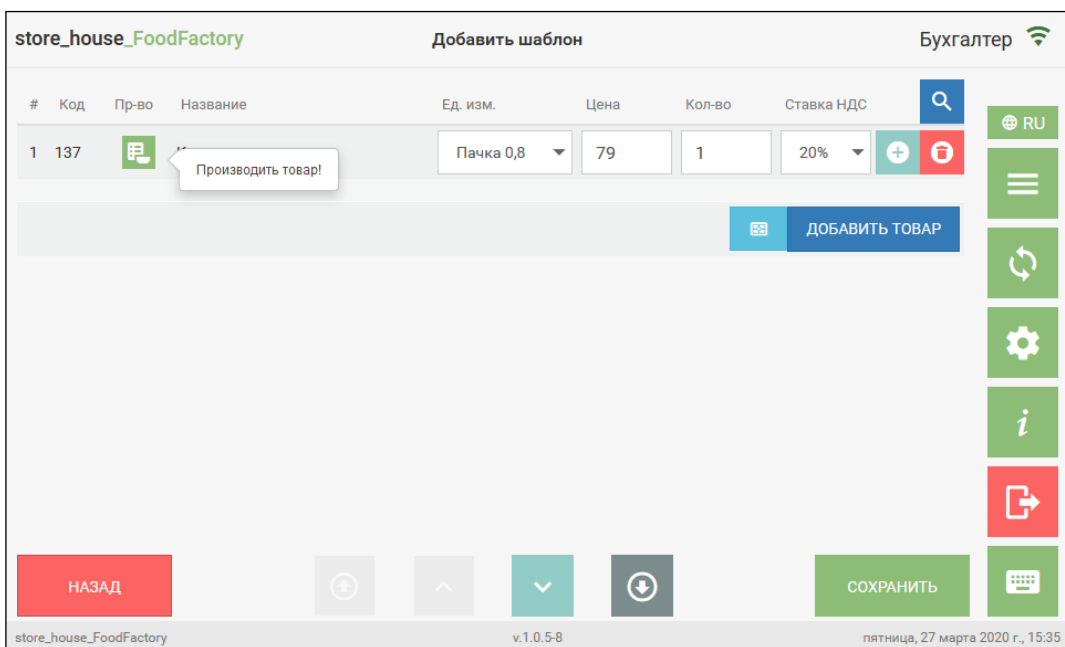 store_house_FoodFactory Добавить шаблон Бухгалтер
# Код Пр-во Название Ед. изм. Цена Кол-во Ставка НДС
RU
1 137 Пачка 0,8 79 1 20%
Производить товар!
ДОБАВИТЬ ТОВАР
i
НАЗАД СОХРАНИТЬ
store_house_FoodFactory v.1.0.5-8 пятница, 27 марта 2020 г., 15:35